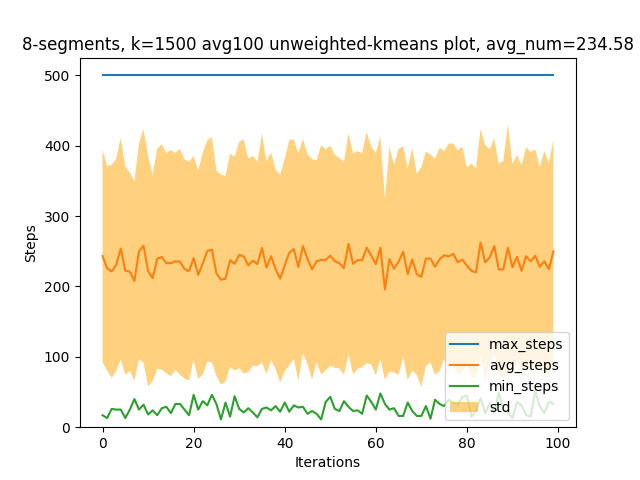 8-segments, k=1500 avg100 unweighted-kmeans plot, avg_num=234.58
500
400
300
200
100
0
Steps
max_steps
avg_steps
min_steps
std
0
20
40
60
80
100
Iterations